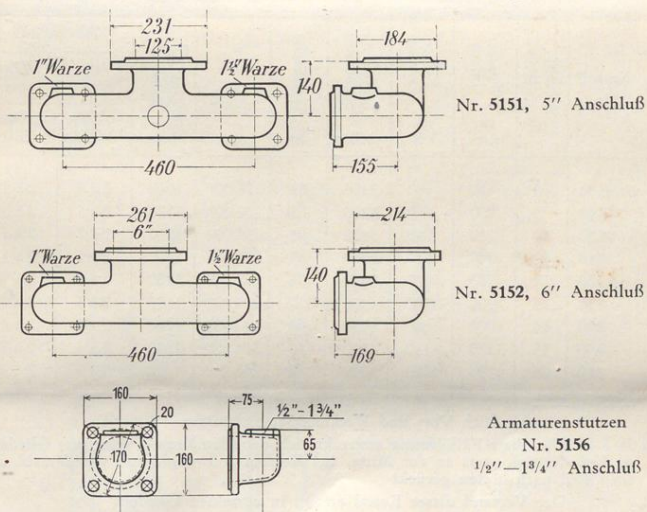 231
125
1" Warze
1½" Warze
460
184
140
155
Nr. 5151, 5'' Anschluß
261
6"
1" Warze
1½" Warze
460
214
140
169
Nr. 5152, 6'' Anschluß
160
20
170
160
75
½"-1¾"
65
Armaturenstutzen
Nr. 5156
1/2''—1³/4'' Anschluß